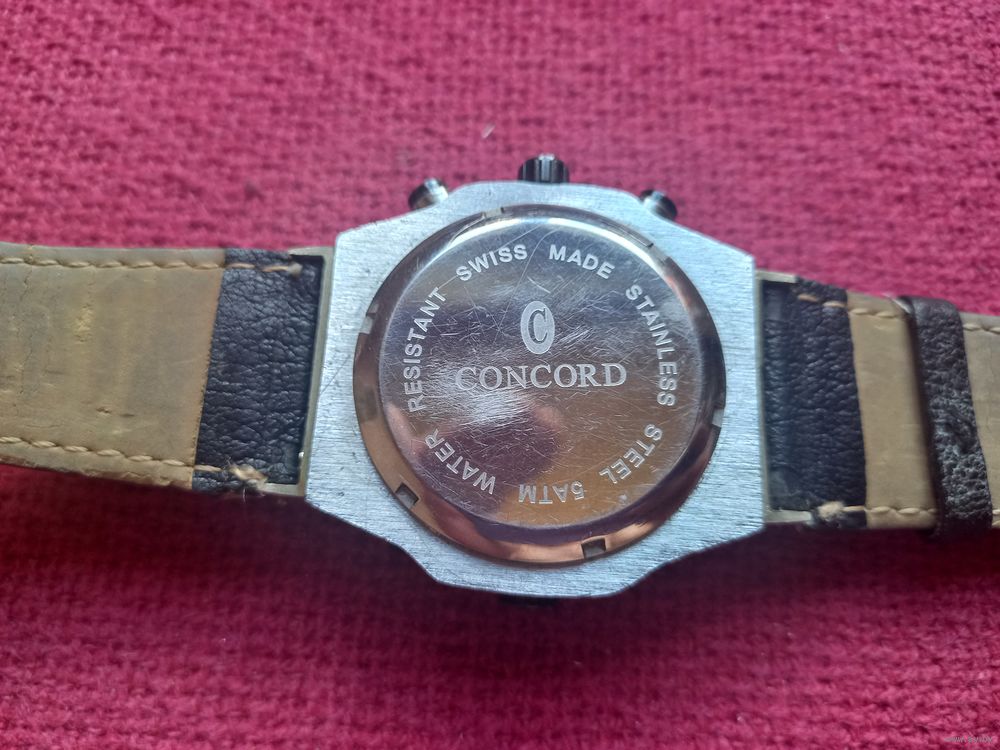 SWISS MADE STAINLESS STEEL 5ATM WATER RESISTANT
C
CONCORD